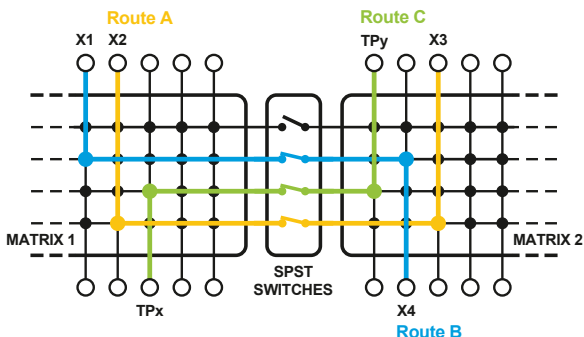 Route A Route C
X1 X2 TPy X3
MATRIX 1 MATRIX 2
SPST
SWITCHES
TPx X4
Route B